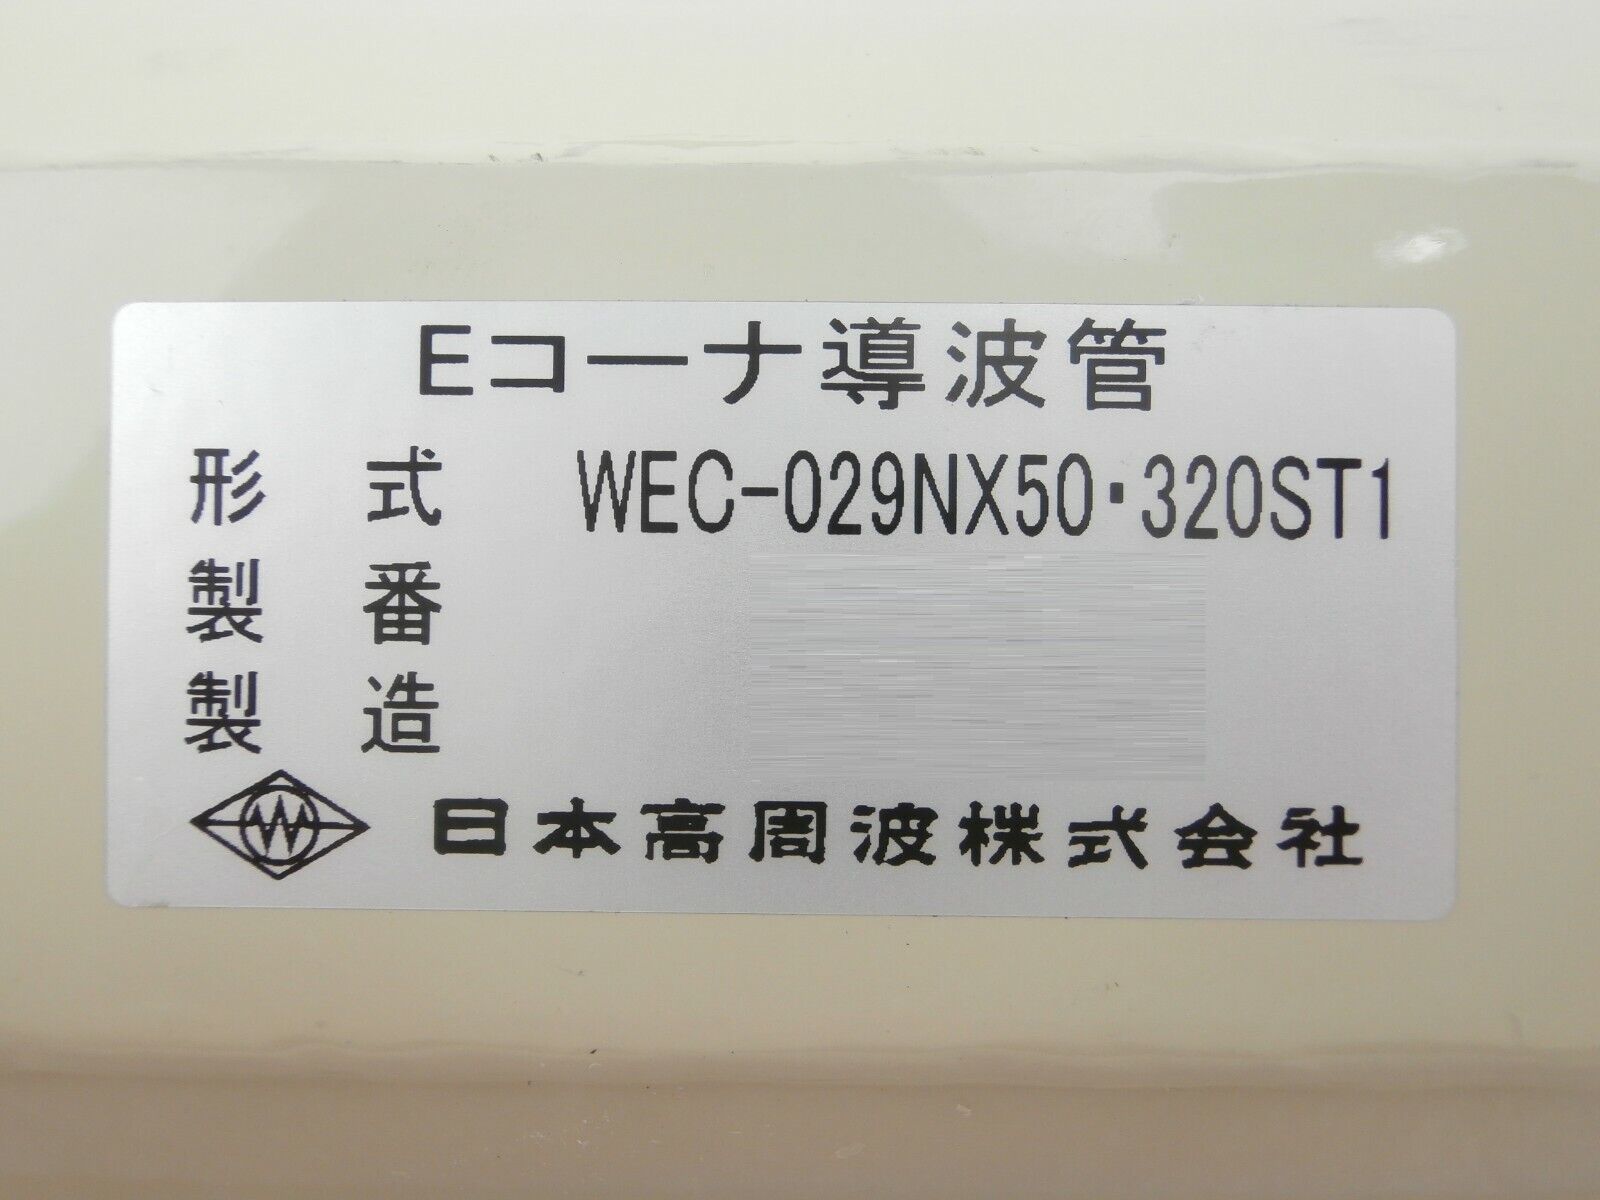 Eコーナ導波管
形 式 WEC-029NX50・320ST1
製 番
製 造
日本高周波株式会社